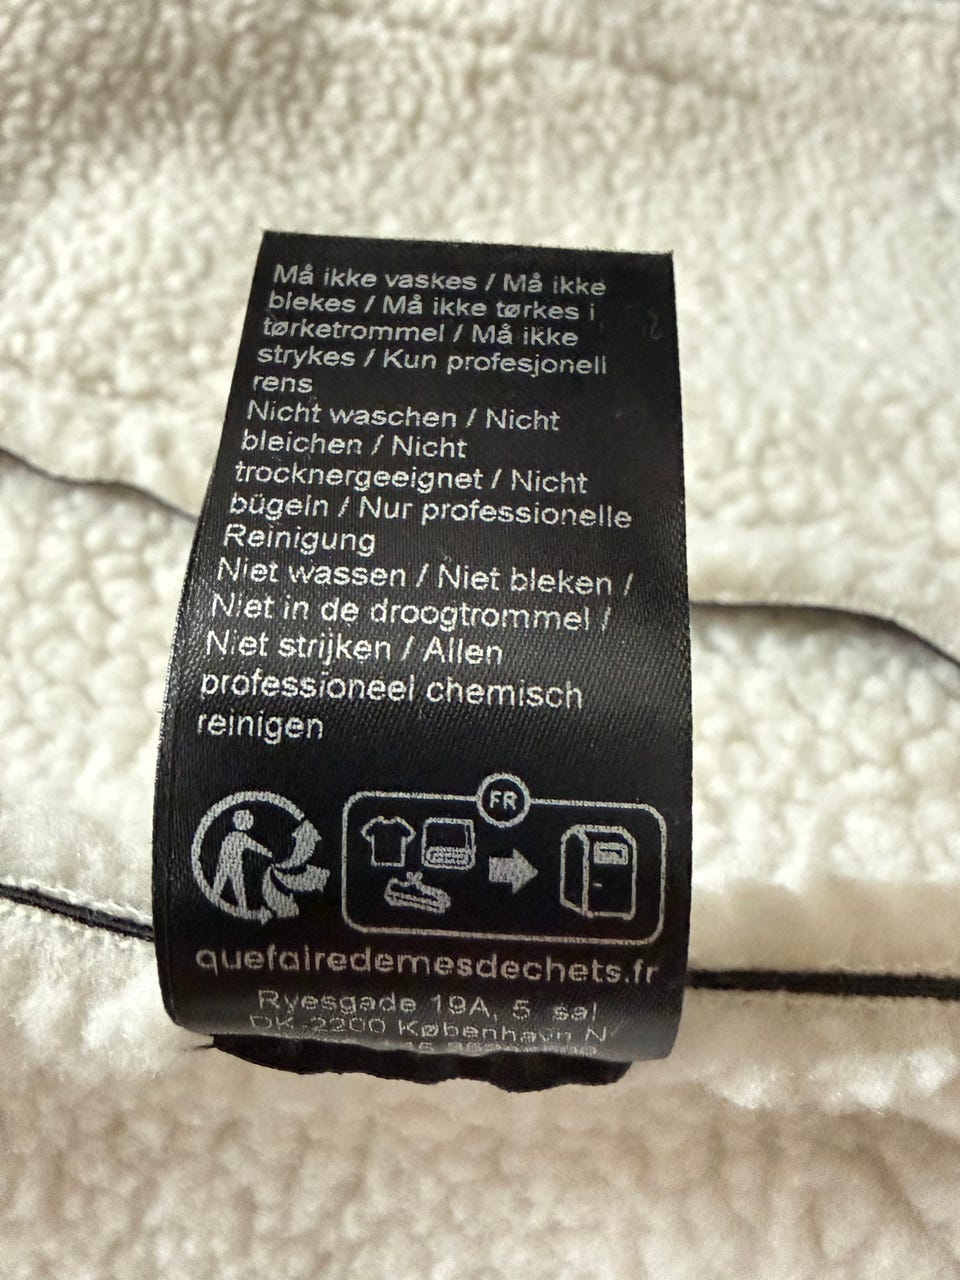 Må ikke vaskes / Må ikke
blekes / Må ikke tørkes i
tørketrommel / Må ikke
strykes / Kun profesjonell
rens
Nicht waschen / Nicht
bleichen / Nicht
trocknergeeignet / Nicht
bügeln / Nur professionelle
Reinigung
Niet wassen / Niet bleken /
Niet in de droogtrommel /
Niet strijken / Allen
professioneel chemisch
reinigen
FR
quefairedemesdechets.fr
Ryesgade 19A, 5. sal
DK-2200 København N